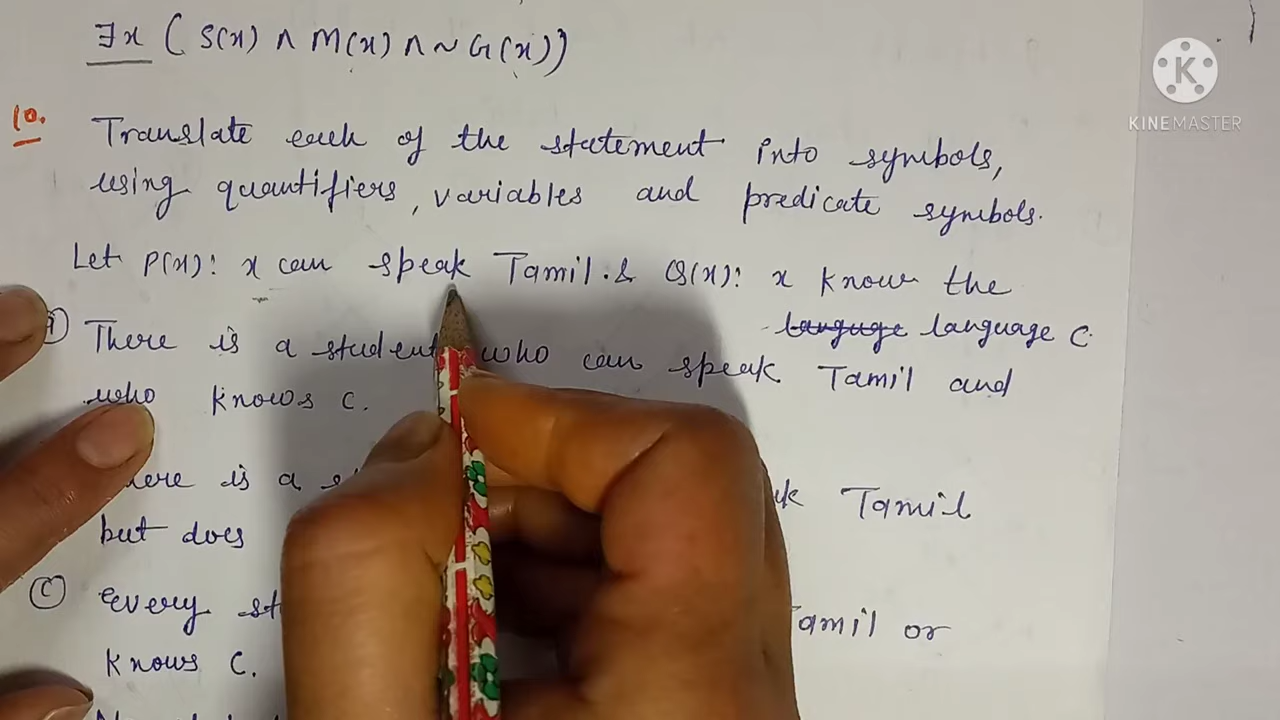 ∃x ( S(x) ∧ M(x) ∧ ~ G(x))
10.
Translate each of the statement into symbols,
using quantifiers, variables and predicate symbols.
Let P(x): x can speak Tamil. & Q(x): x know the
languge language C.
There is a student who can speak Tamil and
who knows C.
is a Tamil
but does
(c) Every Tamil or
knows C.
K
KINEMASTER